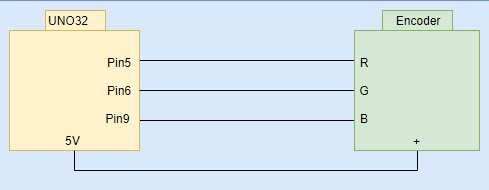 UNO32
Encoder
Pin5
R
Pin6
G
Pin9
B
5V
+